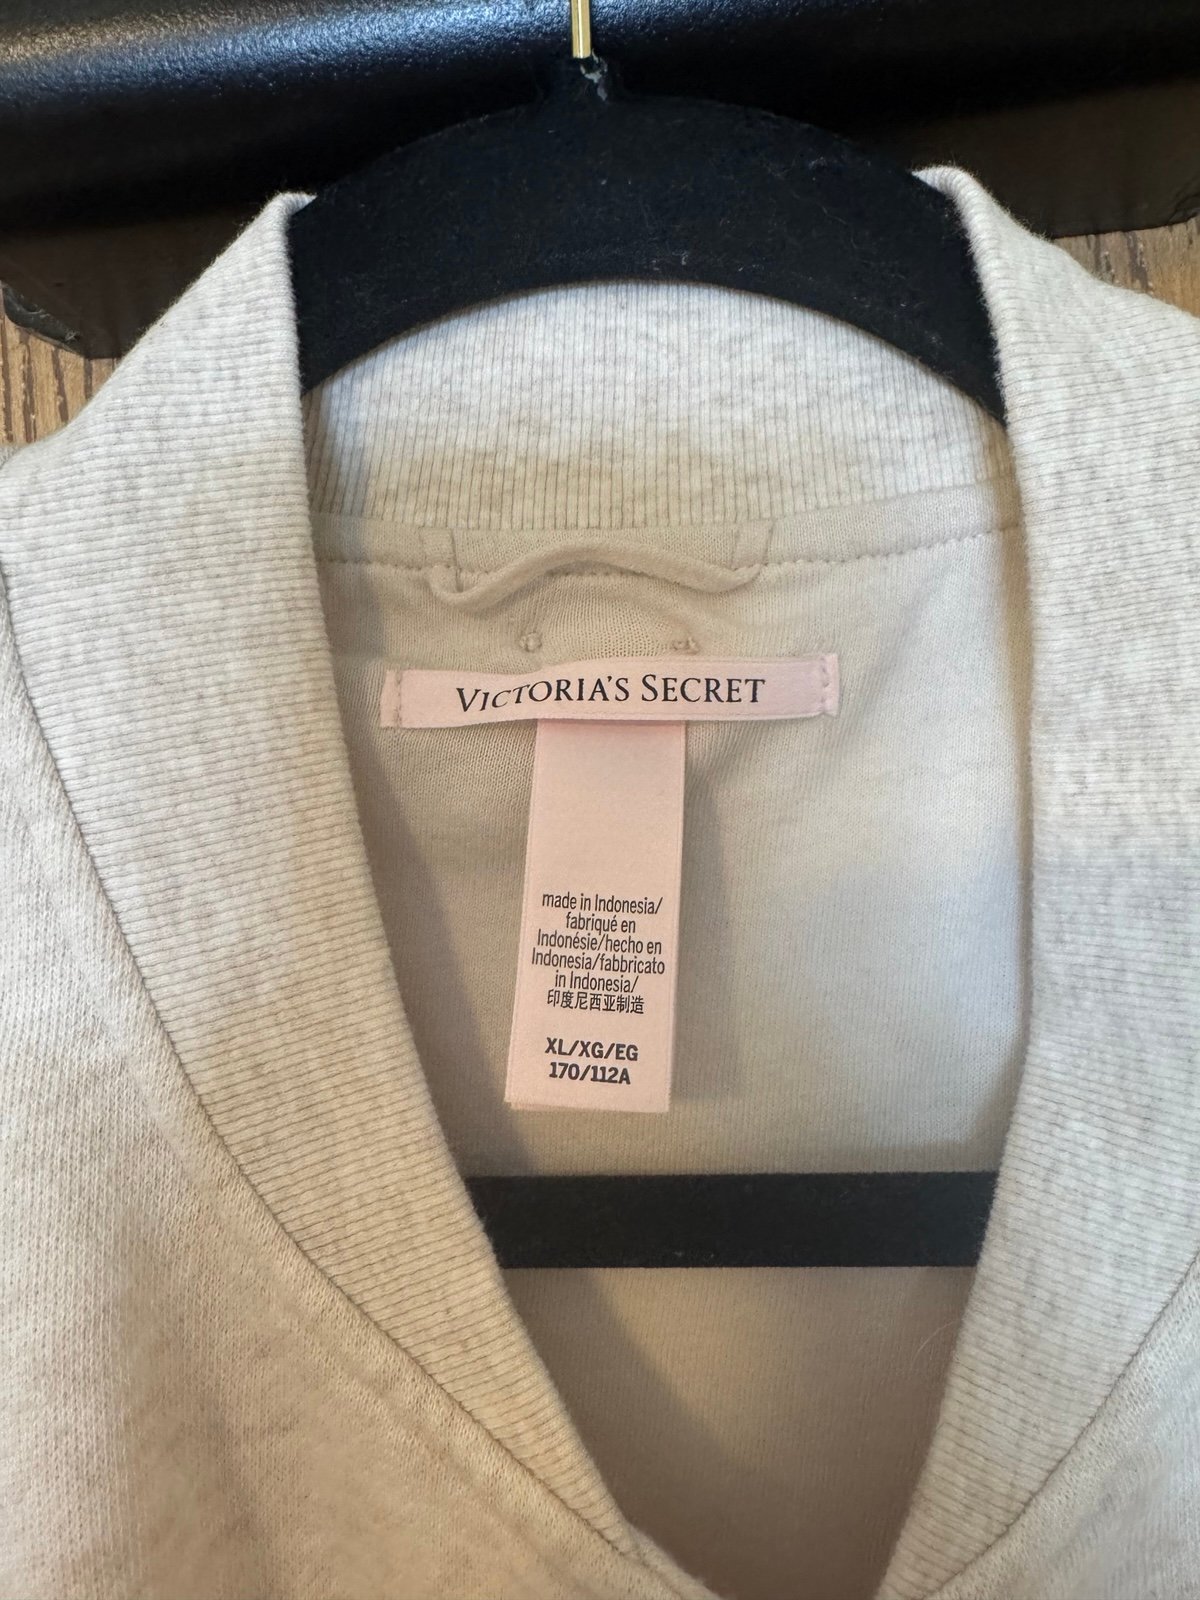 VICTORIA'S SECRET
made in Indonesia/
fabriqué en
Indonésie/hecho en
Indonesia/fabbricato
in Indonesia/
印度尼西亚制造
XL/XG/EG
170/112A